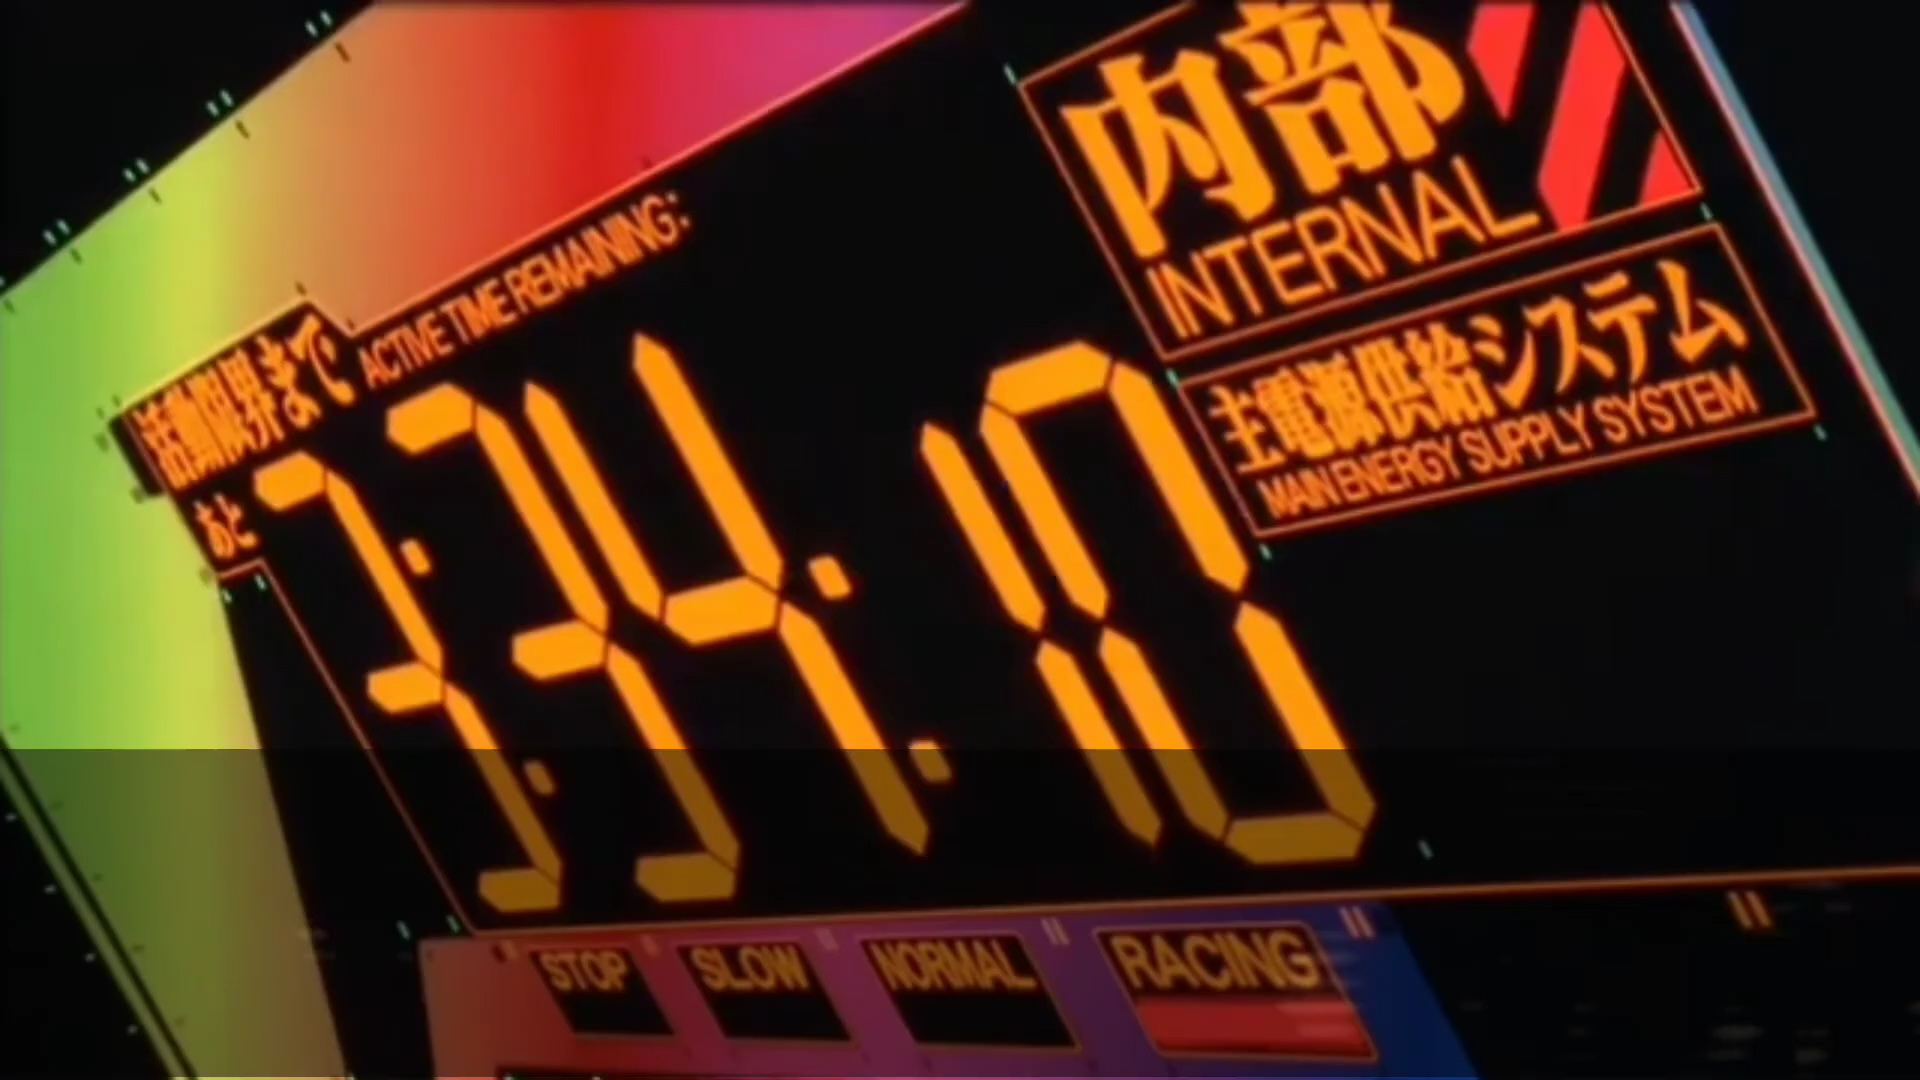 内部
INTERNAL
主電源供給システム
MAIN ENERGY SUPPLY SYSTEM
活動限界まで
ACTIVE TIME REMAINING:
あと
3:34:10
STOP
SLOW
NORMAL
RACING